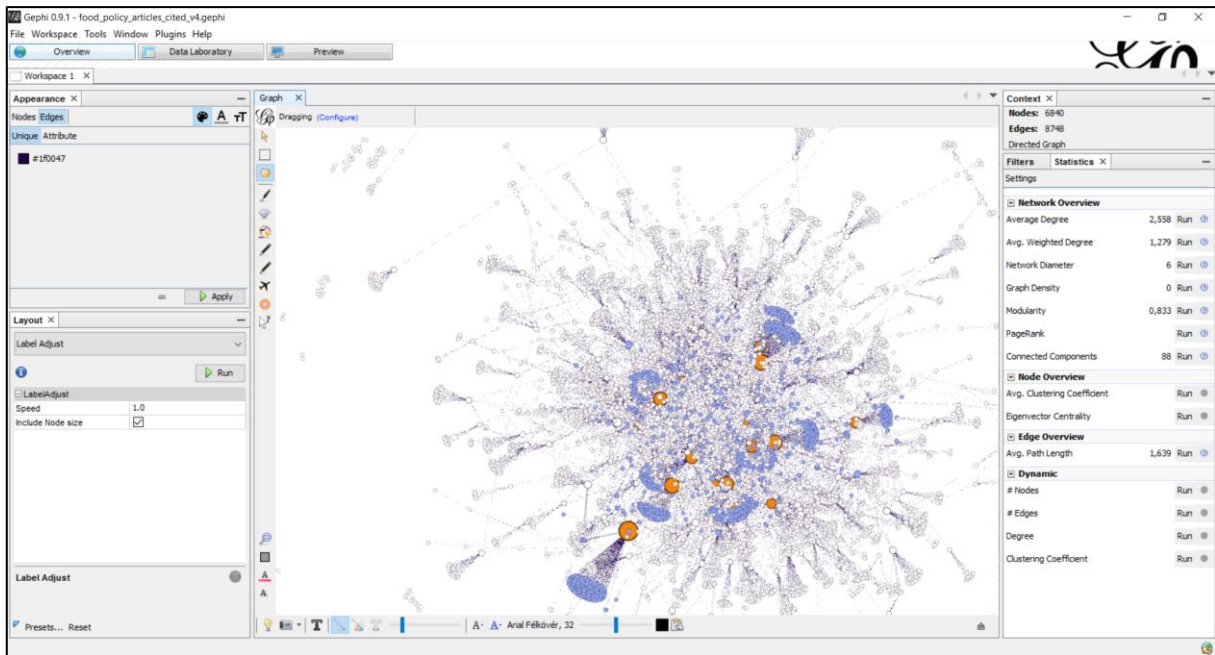 Gephi 0.9.1 - food_policy_articles_cited_v4.gephi
File Workspace Tools Window Plugins Help
Overview
Data Laboratory
Preview
Workspace 1
Appearance
Nodes Edges
A TT
Unique Attribute
#1f0047
Apply
Layout
Label Adjust
Run
LabelAdjust
Speed 1.0
Include Node size
Label Adjust
Presets... Reset
Graph
Dragging (Configure)
T
A- A- Arial Félkövér, 32
Context
Nodes: 6840
Edges: 8748
Directed Graph
Filters Statistics
Settings
Network Overview
Average Degree 2,558 Run
Avg. Weighted Degree 1,279 Run
Network Diameter 6 Run
Graph Density 0 Run
Modularity 0,833 Run
PageRank Run
Connected Components 88 Run
Node Overview
Avg. Clustering Coefficient Run
Eigenvector Centrality Run
Edge Overview
Avg. Path Length 1,639 Run
Dynamic
# Nodes Run
# Edges Run
Degree Run
Clustering Coefficient Run